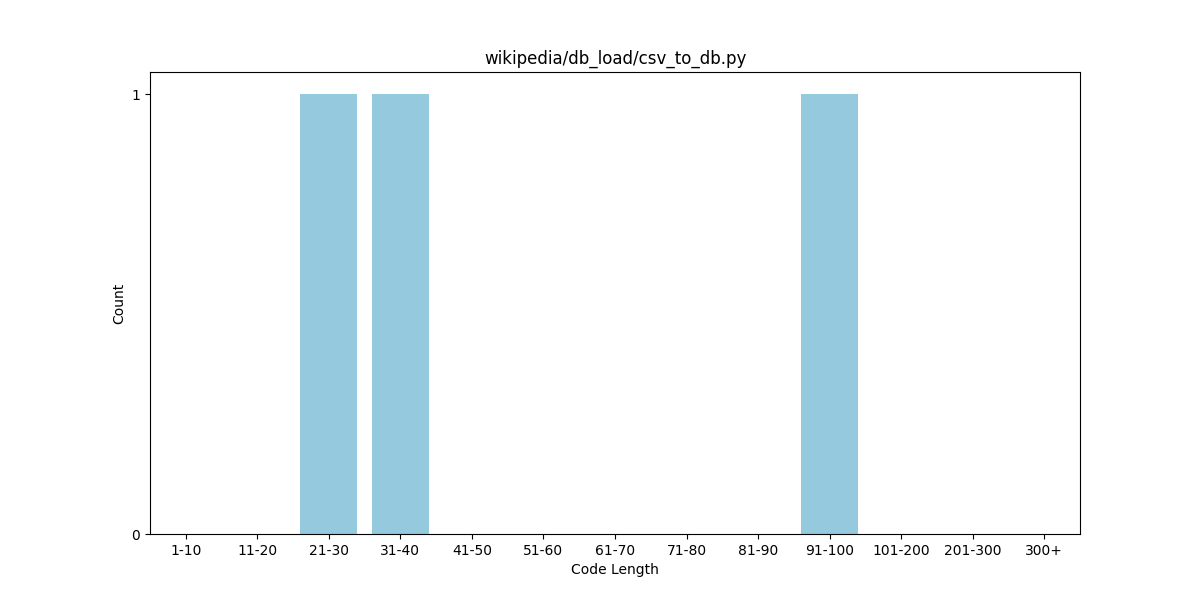 wikipedia/db_load/csv_to_db.py
1
Count
0
1-10 11-20 21-30 31-40 41-50 51-60 61-70 71-80 81-90 91-100 101-200 201-300 300+
Code Length